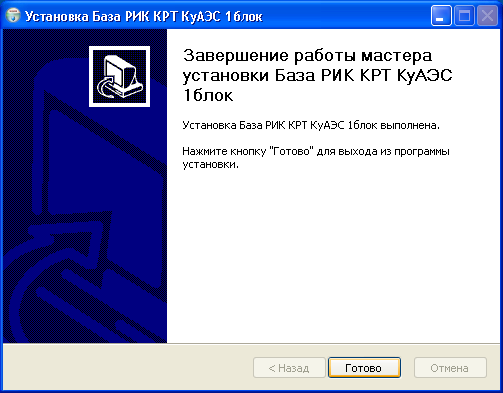 Установка База РИК КРТ КуАЭС 1блок
Завершение работы мастера
установки База РИК КРТ КуАЭС
1блок
Установка База РИК КРТ КуАЭС 1блок выполнена.
Нажмите кнопку "Готово" для выхода из программы
установки.
< Назад
Готово
Отмена